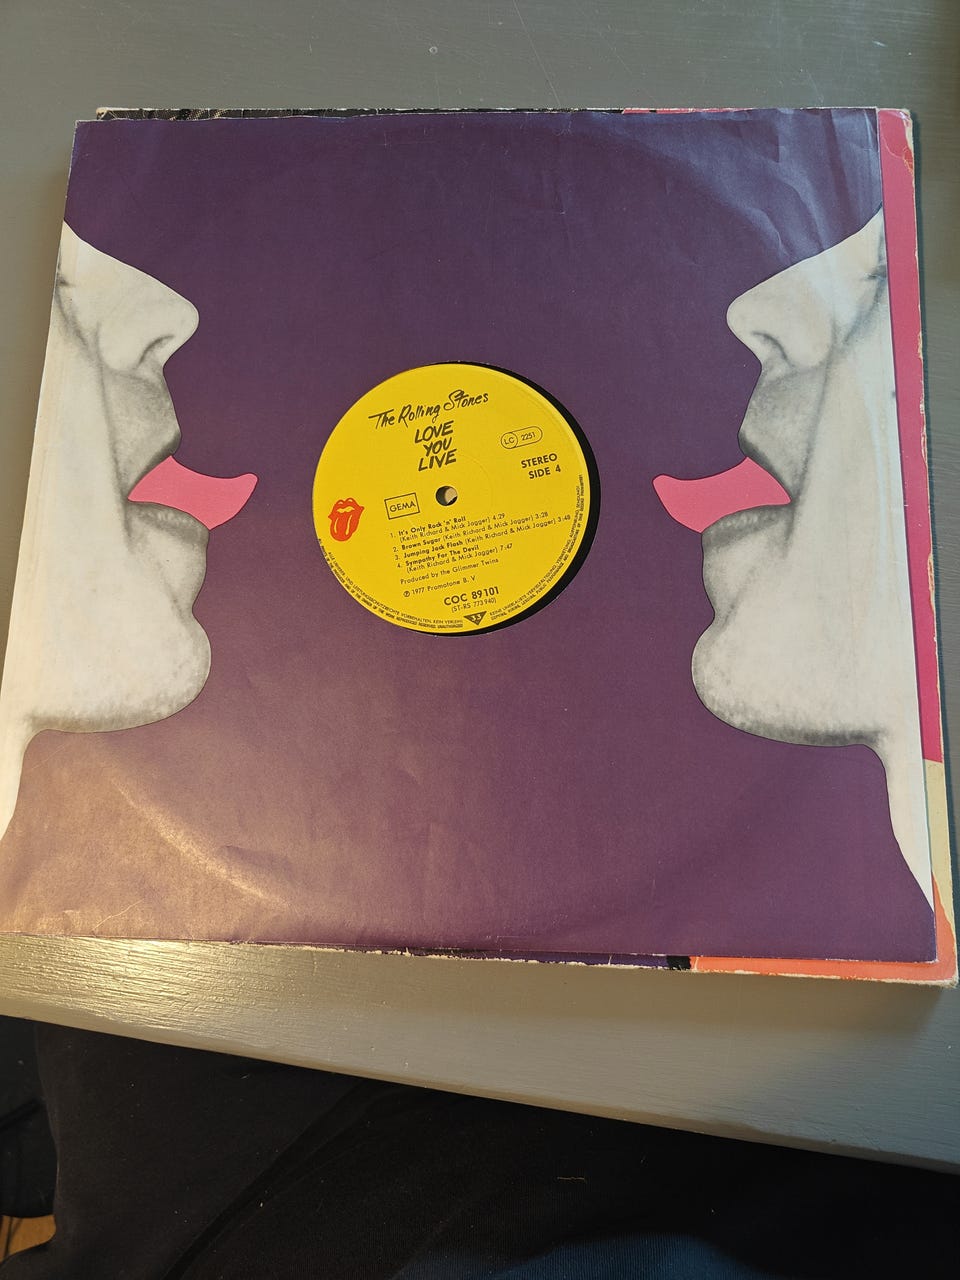 The Rolling Stones
LOVE
YOU
LIVE
LC 2251
STEREO
SIDE 4
GEMA
1. It's Only Rock 'n' Roll
(Keith Richard & Mick Jagger) 4:29
2. Brown Sugar (Keith Richard & Mick Jagger) 3:28
3. Jumping Jack Flash (Keith Richard & Mick Jagger) 3:48
4. Sympathy For The Devil
(Keith Richard & Mick Jagger) 7:47
Produced by the Glimmer Twins
℗ 1977 Promotone B. V
COC 89101
(ST-RS 773 940)
33